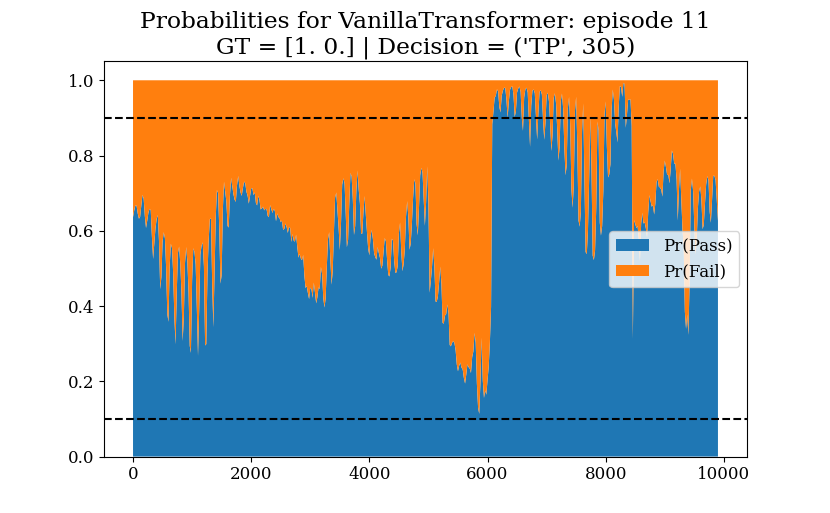 Probabilities for VanillaTransformer: episode 11
GT = [1. 0.] | Decision = ('TP', 305)
1.0
0.8
0.6
0.4
0.2
0.0
Pr(Pass)
Pr(Fail)
0 2000 4000 6000 8000 10000